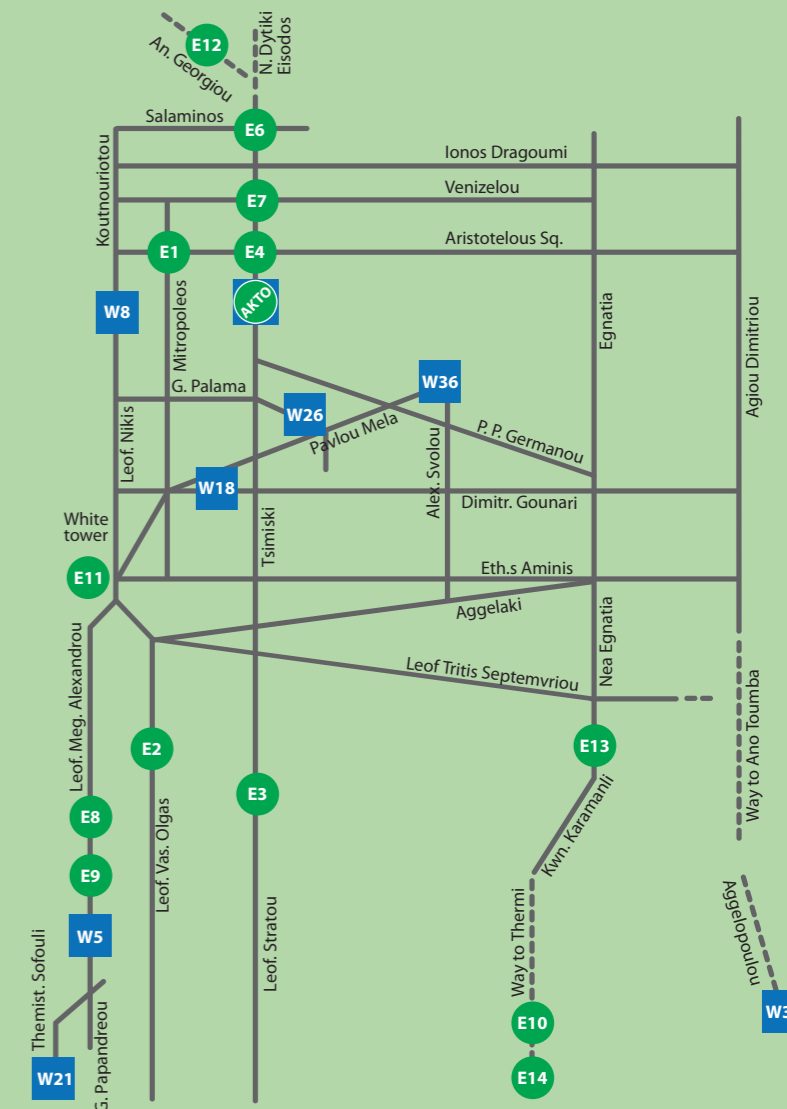 E12
An. Georgiou
N. Dytiki
Eisodos
Salaminos
E6
Koutnouriotou
Ionos Dragoumi
Venizelou
E7
Aristotelous Sq.
E1
E4
AKTO
W8
Mitropoleos
Egnatia
Agiou Dimitriou
G. Palama
W36
W26
Pavlou Mela
P. P. Germanou
Leof. Nikis
Alex. Svolou
W18
Dimitr. Gounari
White
tower
Tsimiski
E11
Eth.s Aminis
Aggelaki
Nea Egnatia
Leof Tritis Septemvriou
Leof. Meg. Alexandrou
E2
E13
Way to Ano Toumba
E3
E8
Kwn. Karamanli
Leof. Vas. Olgas
E9
Aggelopoulou
W5
Leof. Stratou
Way to Thermi
Themist. Sofouli
W3
E10
G. Papandreou
W21
E14